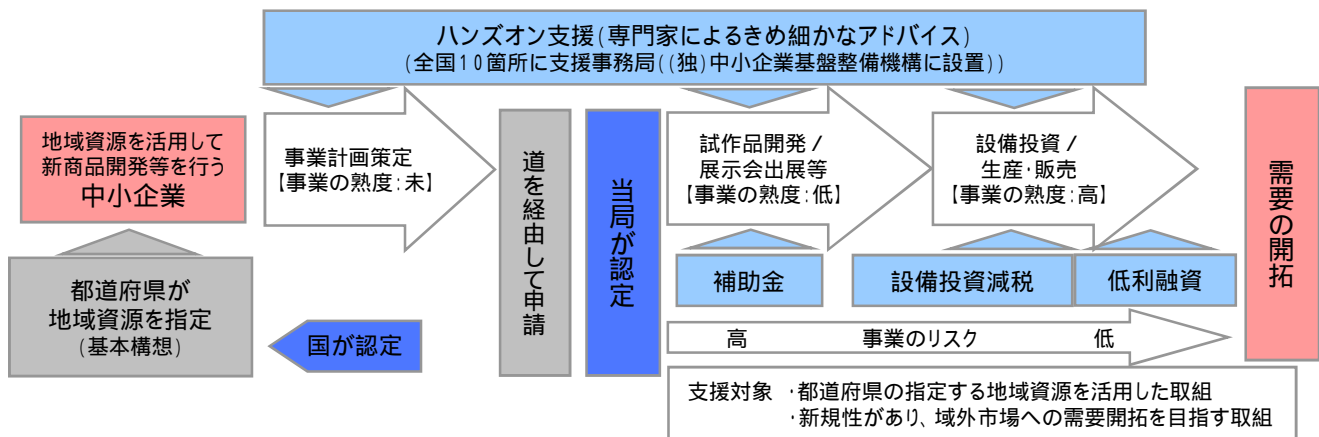 ハンズオン支援(専門家によるきめ細かなアドバイス)
(全国10箇所に支援事務局((独)中小企業基盤整備機構に設置))
地域資源を活用して
新商品開発等を行う
中小企業
都道府県が
地域資源を指定
(基本構想)
国が認定
事業計画策定
【事業の熟度:未】
道を経由して申請
当局が認定
試作品開発/
展示会出展等
【事業の熟度:低】
設備投資/
生産・販売
【事業の熟度:高】
補助金
設備投資減税
低利融資
高 事業のリスク 低
需要の開拓
支援対象 ・都道府県の指定する地域資源を活用した取組
・新規性があり、域外市場への需要開拓を目指す取組